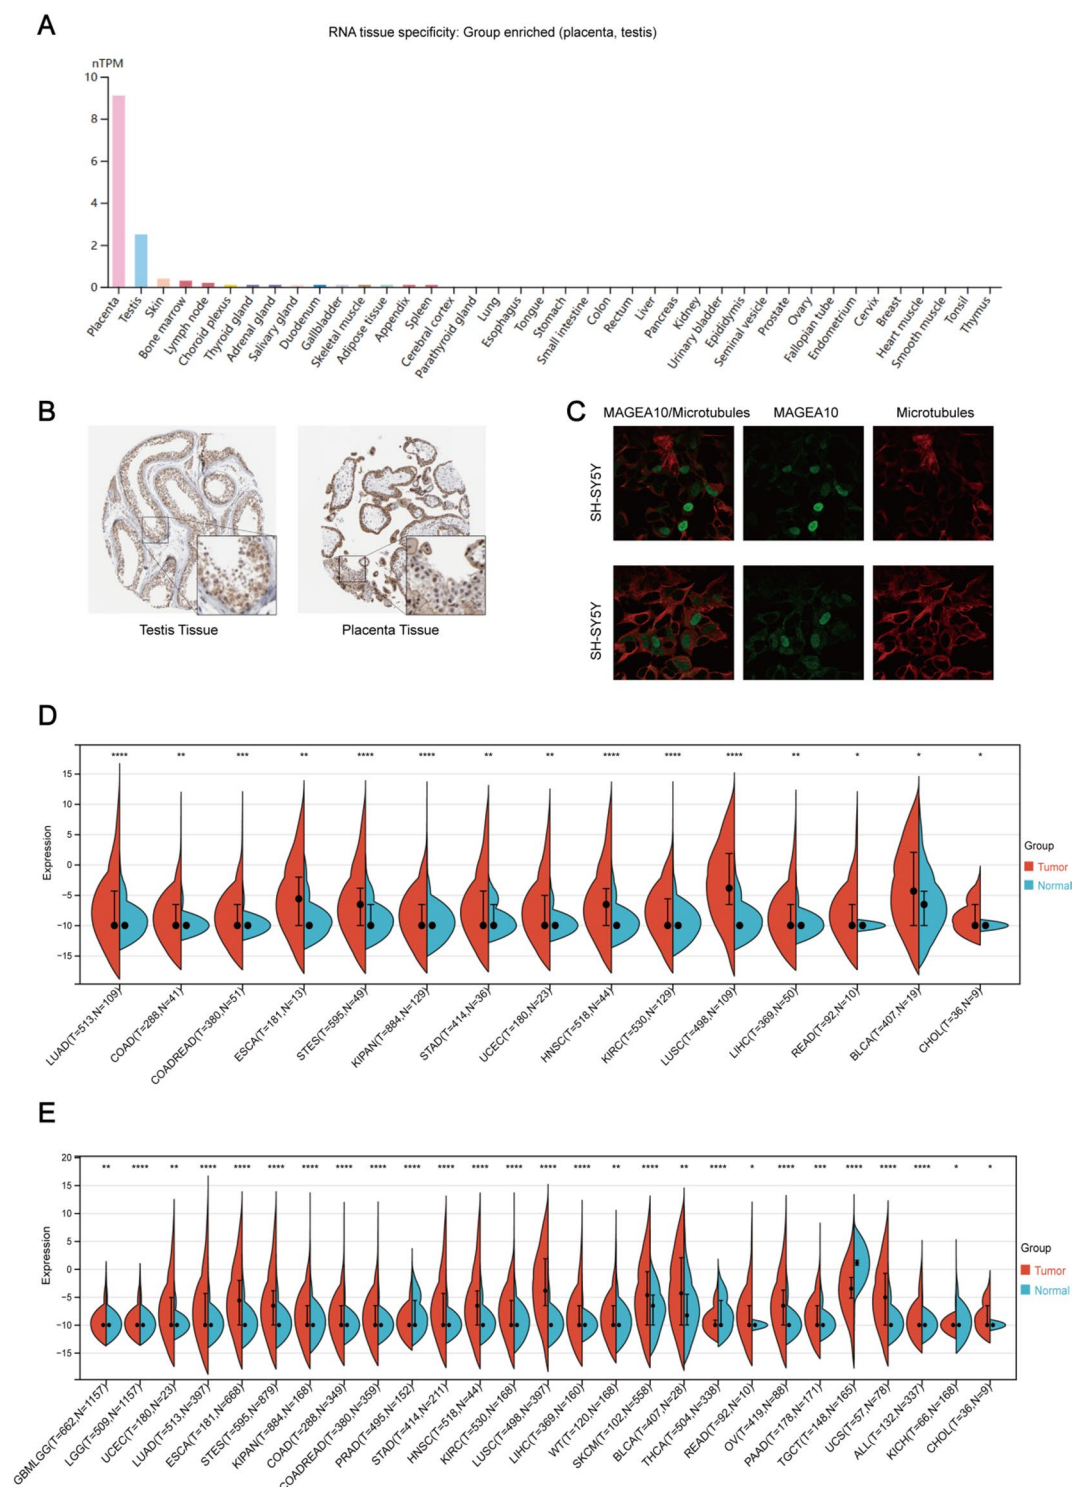 A
RNA tissue specificity: Group enriched (placenta, testis)
nTPM
10
8
6
4
2
0
Placenta
Testis
Skin
Bone marrow
Lymph node
Choroid plexus
Thyroid gland
Adrenal gland
Salivary gland
Duodenum
Gallbladder
Skeletal muscle
Adipose tissue
Appendix
Spleen
Cerebral cortex
Parathyroid gland
Lung
Esophagus
Tongue
Stomach
Small intestine
Colon
Rectum
Liver
Pancreas
Kidney
Urinary bladder
Epididymis
Seminal vesicle
Prostate
Ovary
Fallopian tube
Endometrium
Cervix
Breast
Heart muscle
Smooth muscle
Tonsil
Thymus
B
Testis Tissue
Placenta Tissue
C
MAGEA10/Microtubules
MAGEA10
Microtubules
SH-SY5Y
SH-SY5Y
D
**** ** *** ** **** **** ** ** **** **** **** ** * * *
15
10
5
0
−5
−10
−15
Expression
Group
Tumor
Normal
LUAD(T=513,N=109)
COAD(T=288,N=41)
COADREAD(T=380,N=51)
ESCA(T=181,N=13)
STES(T=595,N=49)
KIPAN(T=884,N=129)
STAD(T=414,N=36)
UCEC(T=180,N=23)
HNSC(T=518,N=44)
KIRC(T=530,N=129)
LUSC(T=498,N=109)
LIHC(T=369,N=50)
READ(T=92,N=10)
BLCA(T=407,N=19)
CHOL(T=36,N=9)
E
** **** ** **** **** **** **** **** **** **** **** **** **** **** **** ** **** ** **** * **** *** **** **** **** * *
20
15
10
5
0
−5
−10
−15
Expression
Group
Tumor
Normal
GBMLGG(T=662,N=1157)
LGG(T=509,N=1157)
UCEC(T=180,N=23)
LUAD(T=513,N=397)
ESCA(T=181,N=668)
STES(T=595,N=879)
KIPAN(T=884,N=168)
COAD(T=288,N=349)
COADREAD(T=380,N=359)
PRAD(T=495,N=152)
STAD(T=414,N=211)
HNSC(T=518,N=44)
KIRC(T=530,N=168)
LUSC(T=498,N=397)
LIHC(T=369,N=160)
WT(T=120,N=168)
SKCM(T=102,N=558)
BLCA(T=407,N=28)
THCA(T=504,N=338)
READ(T=92,N=10)
OV(T=419,N=88)
PAAD(T=178,N=171)
TGCT(T=148,N=165)
UCS(T=57,N=78)
ALL(T=132,N=337)
KICH(T=66,N=168)
CHOL(T=36,N=9)